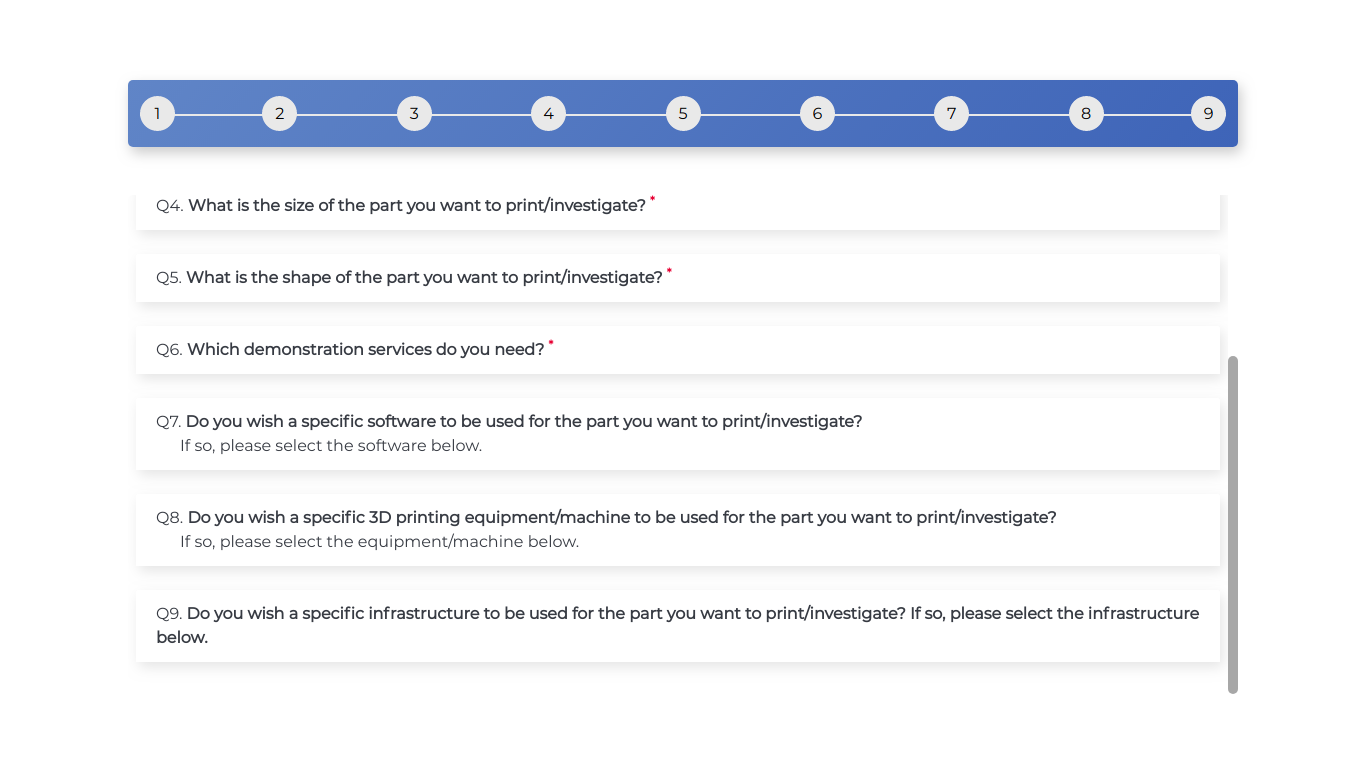 1 2 3 4 5 6 7 8 9
Q4. What is the size of the part you want to print/investigate? *
Q5. What is the shape of the part you want to print/investigate? *
Q6. Which demonstration services do you need? *
Q7. Do you wish a specific software to be used for the part you want to print/investigate?
If so, please select the software below.
Q8. Do you wish a specific 3D printing equipment/machine to be used for the part you want to print/investigate?
If so, please select the equipment/machine below.
Q9. Do you wish a specific infrastructure to be used for the part you want to print/investigate? If so, please select the infrastructure
below.